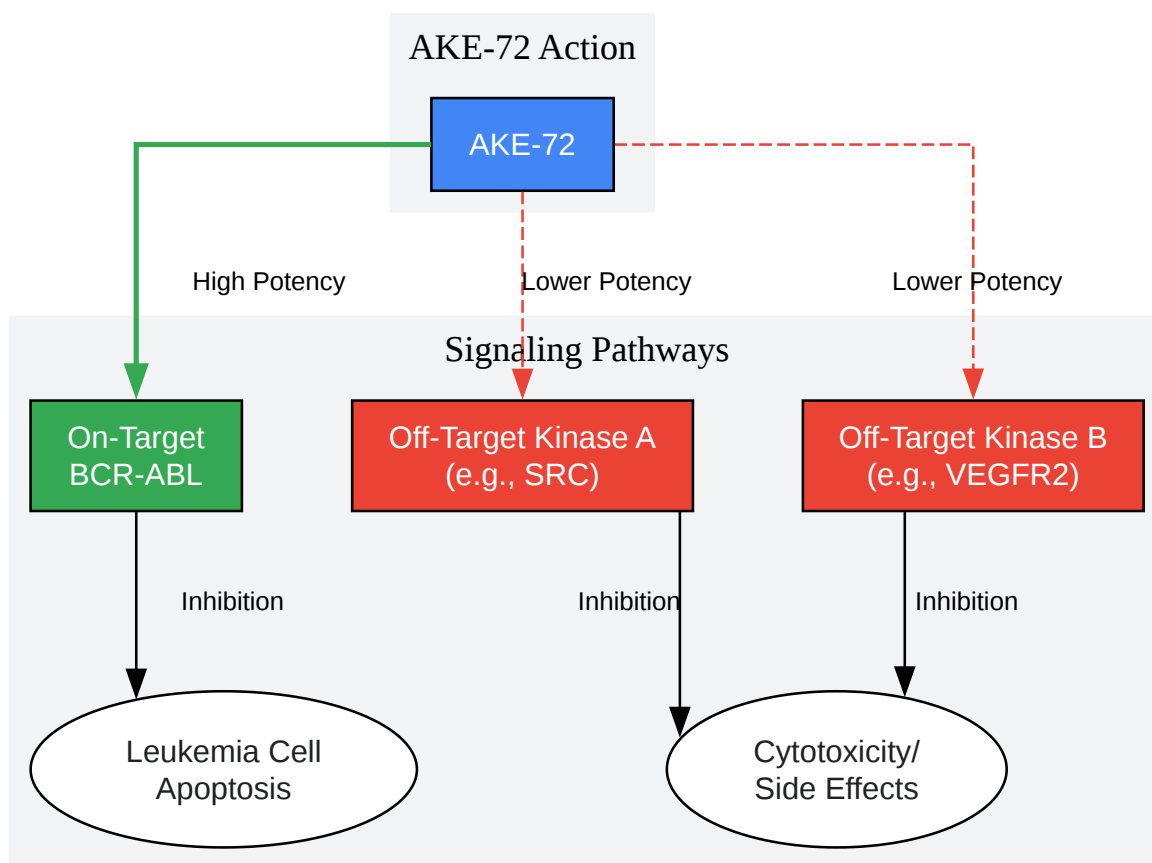 AKE-72 Action
AKE-72
High Potency
Lower Potency
Lower Potency
Signaling Pathways
On-Target
BCR-ABL
Off-Target Kinase A
(e.g., SRC)
Off-Target Kinase B
(e.g., VEGFR2)
Inhibition
Inhibition
Inhibition
Leukemia Cell
Apoptosis
Cytotoxicity/
Side Effects